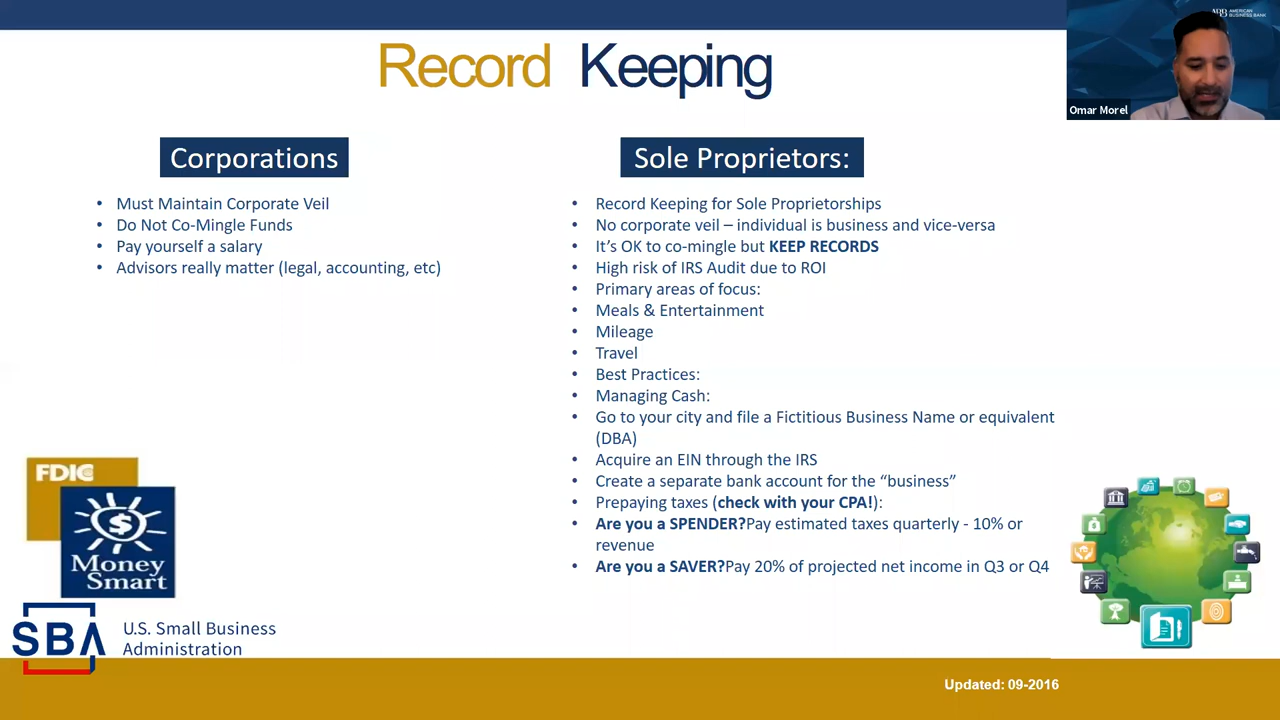 AMERICAN
BUSINESS BANK
Omar Morel
Record Keeping
Corporations
• Must Maintain Corporate Veil
• Do Not Co-Mingle Funds
• Pay yourself a salary
• Advisors really matter (legal, accounting, etc)
Sole Proprietors:
• Record Keeping for Sole Proprietorships
• No corporate veil – individual is business and vice-versa
• It’s OK to co-mingle but KEEP RECORDS
• High risk of IRS Audit due to ROI
• Primary areas of focus:
• Meals & Entertainment
• Mileage
• Travel
• Best Practices:
• Managing Cash:
• Go to your city and file a Fictitious Business Name or equivalent
(DBA)
• Acquire an EIN through the IRS
• Create a separate bank account for the “business”
• Prepaying taxes (check with your CPA!):
• Are you a SPENDER?Pay estimated taxes quarterly - 10% or
revenue
• Are you a SAVER?Pay 20% of projected net income in Q3 or Q4
FDIC
Money
Smart
SBA
U.S. Small Business
Administration
Updated: 09-2016